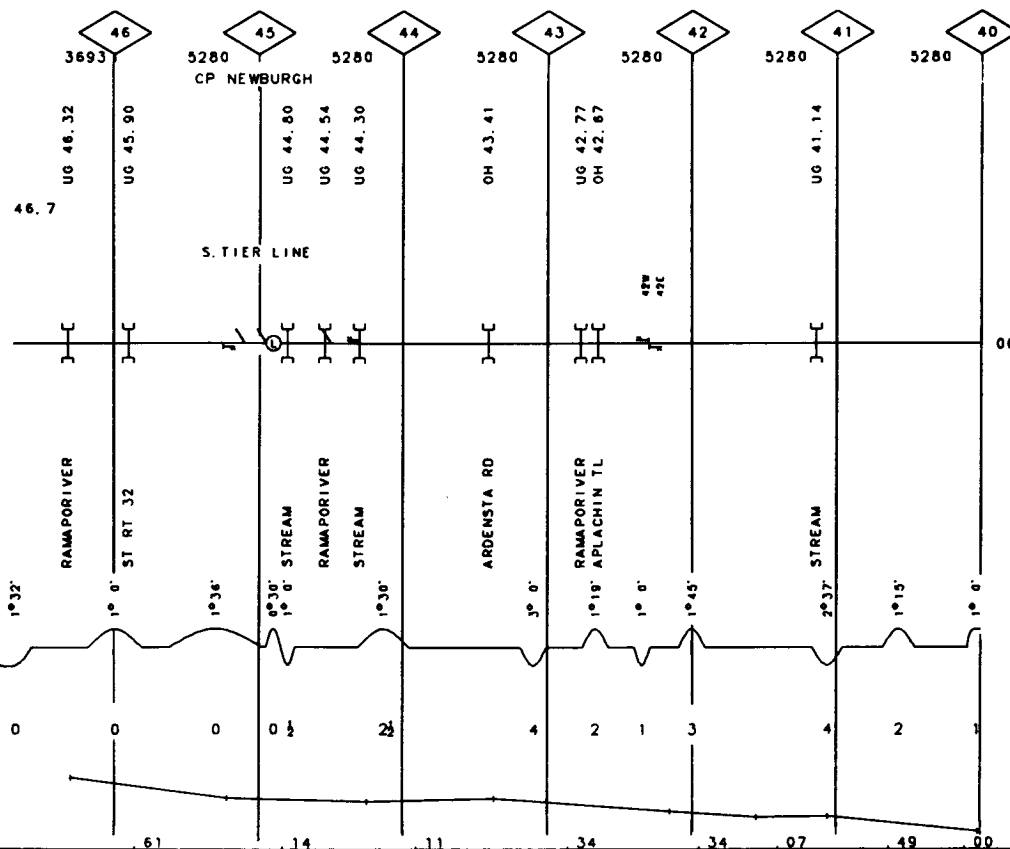 46 45 44 43 42 41 40
3693 5280 5280 5280 5280 5280 5280
CP NEWBURGH
UG 46.32
UG 45.90
UG 44.80
UG 44.54
UG 44.30
OH 43.41
UG 42.77
OH 42.67
UG 41.14
46.7
S. TIER LINE
42W
42E
L
RAMAPORIVER
ST RT 32
STREAM
RAMAPORIVER
STREAM
ARDENSTA RD
RAMAPORIVER
APLACHIN TL
STREAM
1°32'
1° 0'
1°36'
0°30'
1° 0'
1°30'
3° 0'
1°19'
1° 0'
1°45'
2°37'
1°15'
1° 0'
0 0 0 0 ½ 2½ 4 2 1 3 4 2 1
.61 .14 .11 .34 .34 .07 .49 .00